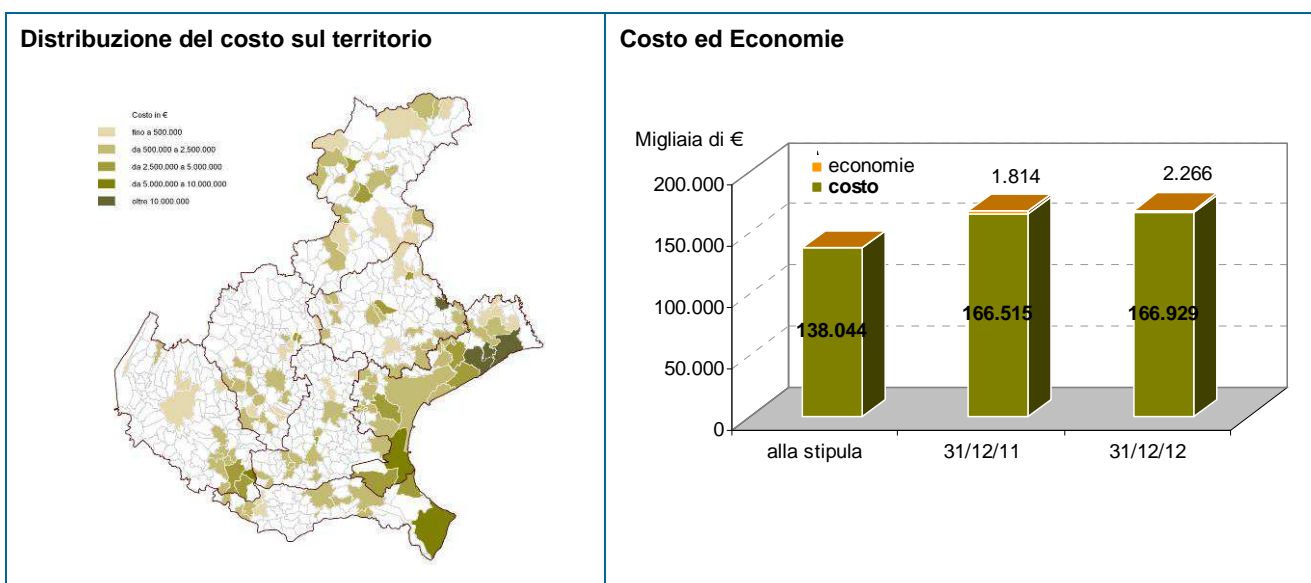 Distribuzione del costo sul territorio
Costo in €
fino a 500.000
da 500.000 a 2.500.000
da 2.500.000 a 5.000.000
da 5.000.000 a 10.000.000
oltre 10.000.000
Costo ed Economie
Migliaia di €
economie
costo
200.000
150.000
100.000
50.000
0
1.814
2.266
138.044
166.515
166.929
alla stipula
31/12/11
31/12/12